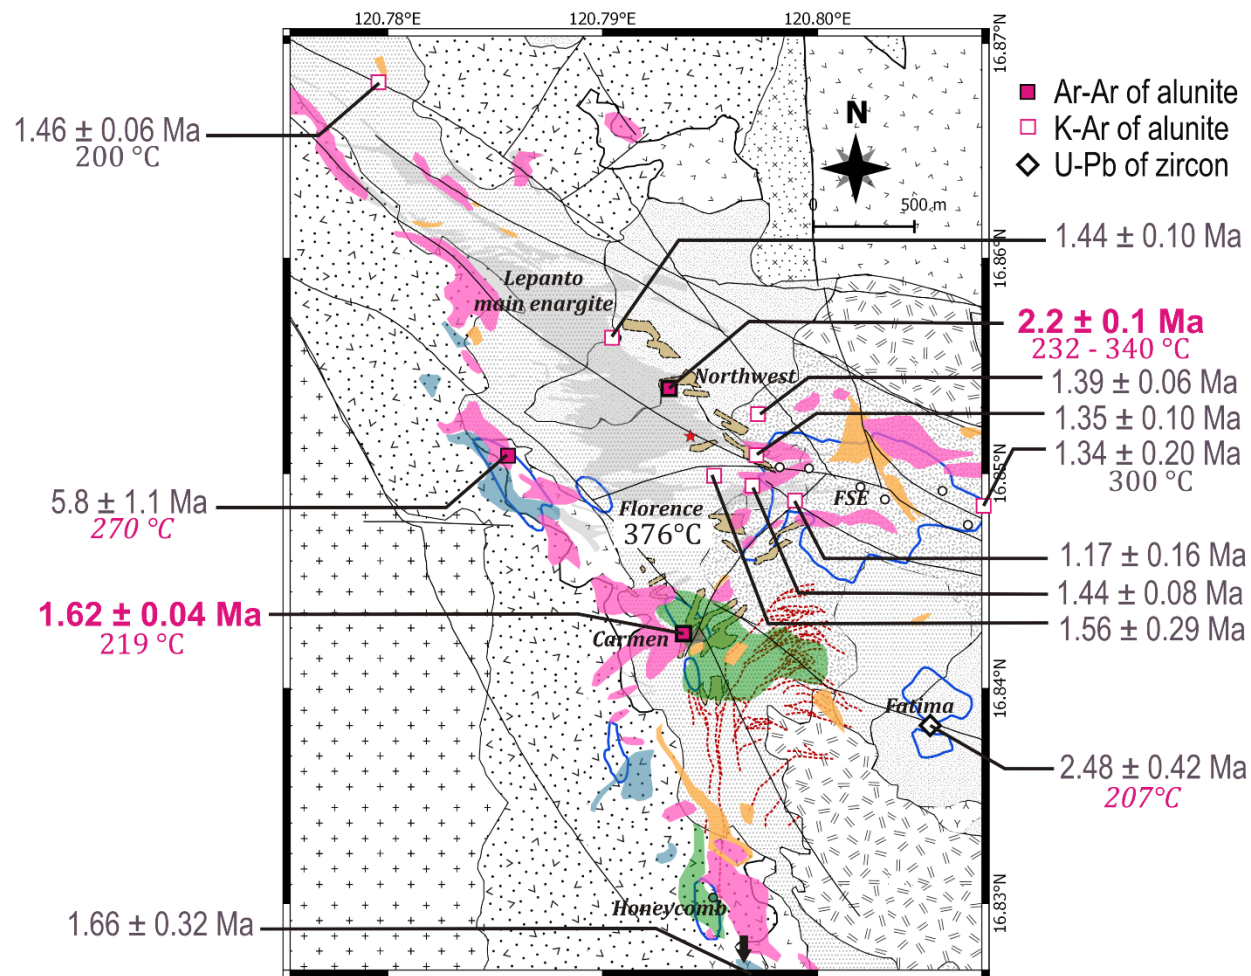 120.78°E 120.79°E 120.80°E
16.87°N
Ar-Ar of alunite
K-Ar of alunite
U-Pb of zircon
N
0 500 m
1.46 ± 0.06 Ma
200 °C
1.44 ± 0.10 Ma
16.86°N
Lepanto
main enargite
2.2 ± 0.1 Ma
232 - 340 °C
Northwest
1.39 ± 0.06 Ma
1.35 ± 0.10 Ma
1.34 ± 0.20 Ma
300 °C
16.85°N
FSE
5.8 ± 1.1 Ma
270 °C
Florence
376°C
1.17 ± 0.16 Ma
1.44 ± 0.08 Ma
1.56 ± 0.29 Ma
1.62 ± 0.04 Ma
219 °C
Carmen
16.84°N
Fatima
2.48 ± 0.42 Ma
207°C
16.83°N
Honeycomb
1.66 ± 0.32 Ma